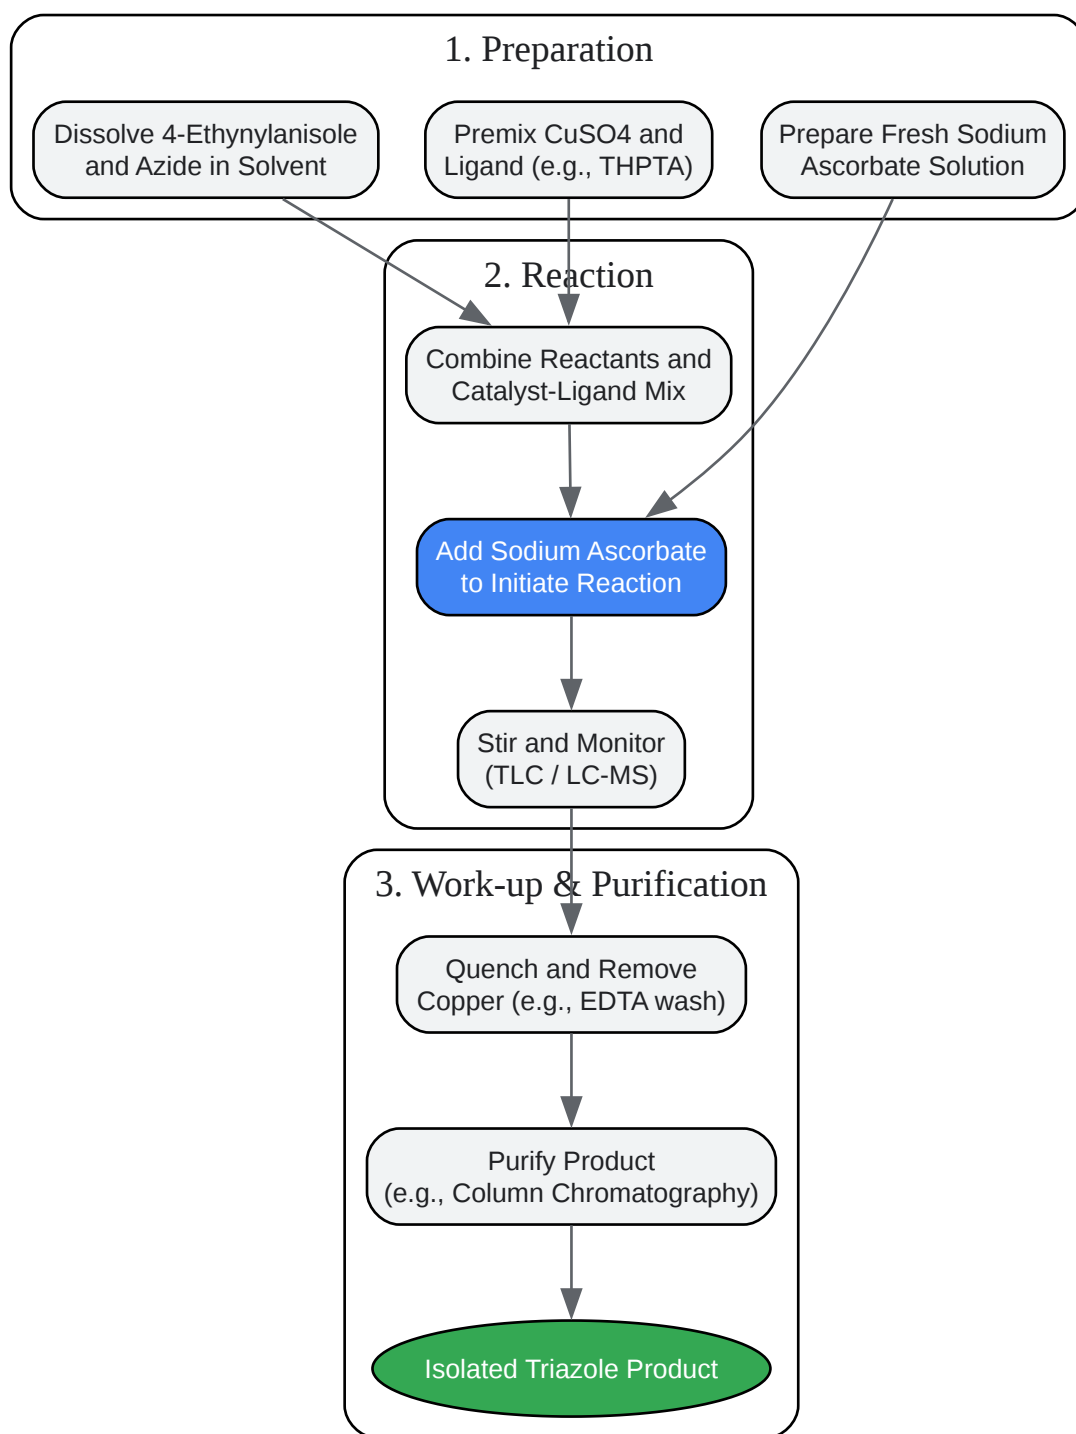 1. Preparation
Dissolve 4-Ethynylanisole
and Azide in Solvent
Premix CuSO4 and
Ligand (e.g., THPTA)
Prepare Fresh Sodium
Ascorbate Solution
2. Reaction
Combine Reactants and
Catalyst-Ligand Mix
Add Sodium Ascorbate
to Initiate Reaction
Stir and Monitor
(TLC / LC-MS)
3. Work-up & Purification
Quench and Remove
Copper (e.g., EDTA wash)
Purify Product
(e.g., Column Chromatography)
Isolated Triazole Product